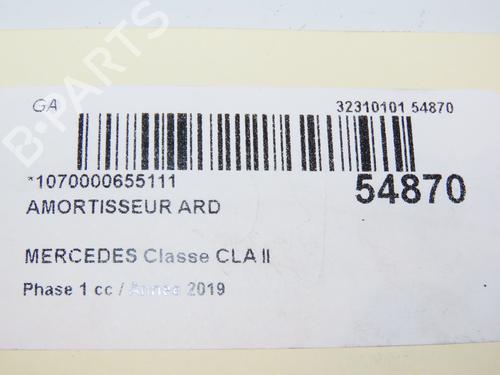 GA
32310101 54870
*1070000655111
54870
AMORTISSEUR ARD
MERCEDES Classe CLA II
Phase 1 cc / Année 2019
B-PARTS